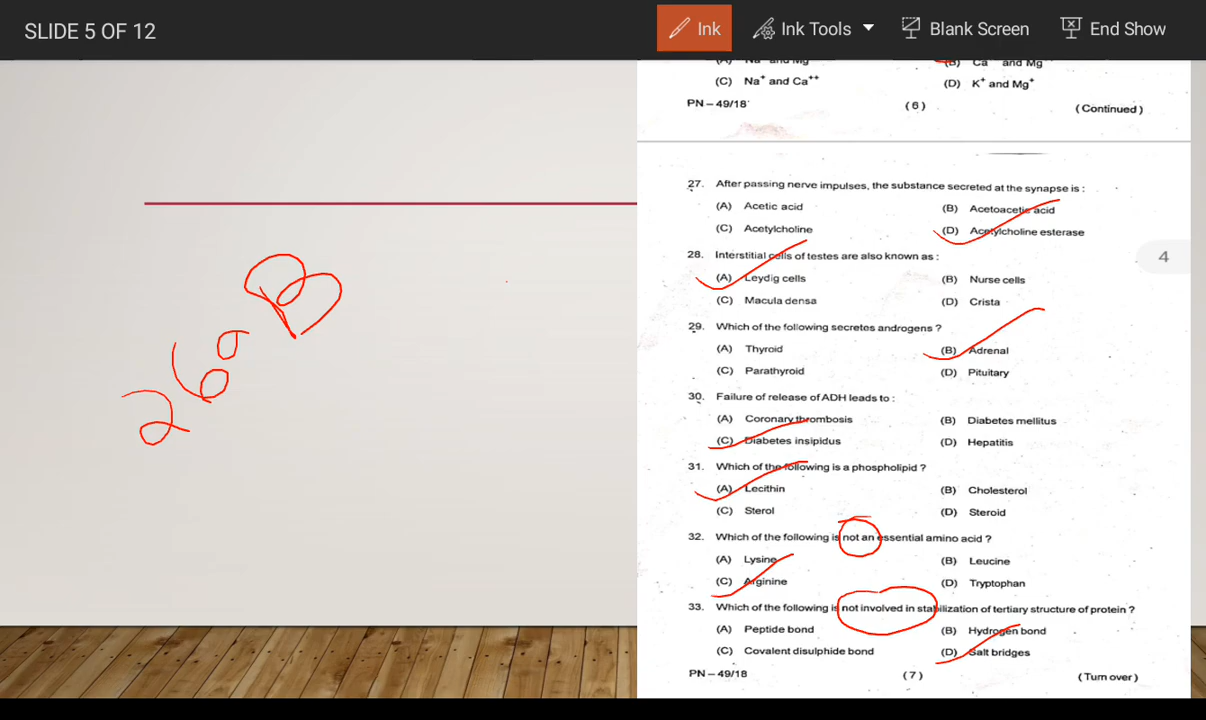 SLIDE 5 OF 12
Ink
Ink Tools
Blank Screen
End Show
(B) Ca and Mg
(C) Na+ and Ca++
(D) K+ and Mg+
PN – 49/18
(6)
(Continued)
27. After passing nerve impulses, the substance secreted at the synapse is :
(A) Acetic acid
(B) Acetoacetic acid
(C) Acetylcholine
(D) Acetylcholine esterase
28. Interstitial cells of testes are also known as :
(A) Leydig cells
(B) Nurse cells
(C) Macula densa
(D) Crista
29. Which of the following secretes androgens ?
(A) Thyroid
(B) Adrenal
(C) Parathyroid
(D) Pituitary
30. Failure of release of ADH leads to :
(A) Coronary thrombosis
(B) Diabetes mellitus
(C) Diabetes insipidus
(D) Hepatitis
31. Which of the following is a phospholipid ?
(A) Lecithin
(B) Cholesterol
(C) Sterol
(D) Steroid
32. Which of the following is not an essential amino acid ?
(A) Lysine
(B) Leucine
(C) Arginine
(D) Tryptophan
33. Which of the following is not involved in stabilization of tertiary structure of protein ?
(A) Peptide bond
(B) Hydrogen bond
(C) Covalent disulphide bond
(D) Salt bridges
PN – 49/18
(7)
(Turn over)
4